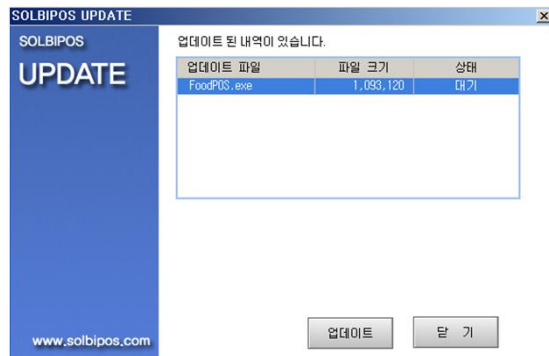 SOLBIPOS UPDATE
SOLBIPOS
UPDATE
업데이트 된 내역이 있습니다.
업데이트 파일 파일 크기 상태
FoodPOS.exe 1,093,120 대기
업데이트 닫 기
www.solbipos.com